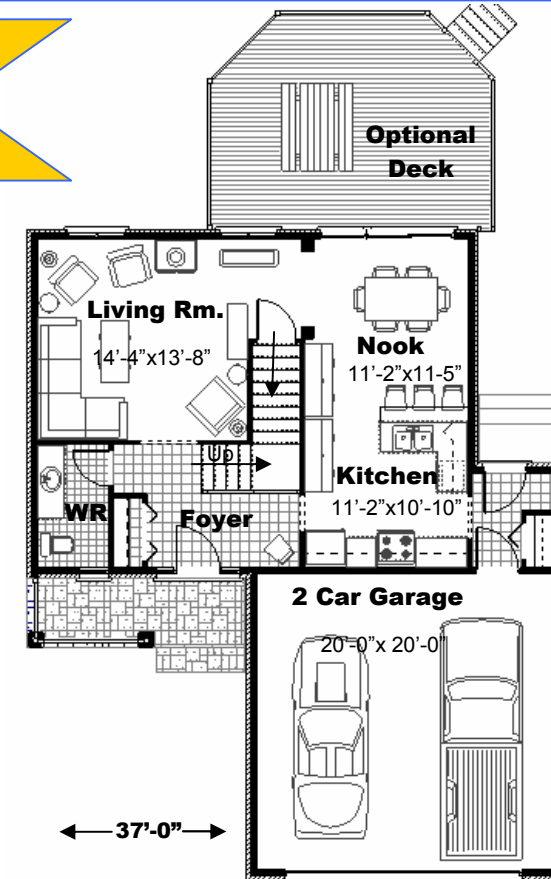 Optional
Deck
Living Rm.
14'-4"x13'-8"
Nook
11'-2"x11-5"
Up
Kitchen
11'-2"x10'-10"
WR
Foyer
2 Car Garage
20'-0"x 20'-0"
37'-0"